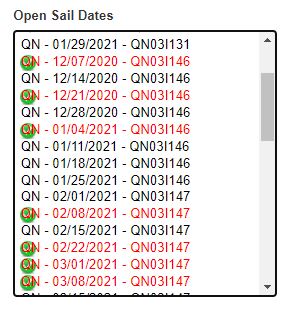 Open Sail Dates
QN - 01/29/2021 - QN03I131
QN - 12/07/2020 - QN03I146
QN - 12/14/2020 - QN03I146
QN - 12/21/2020 - QN03I146
QN - 12/28/2020 - QN03I146
QN - 01/04/2021 - QN03I146
QN - 01/11/2021 - QN03I146
QN - 01/18/2021 - QN03I146
QN - 01/25/2021 - QN03I146
QN - 02/01/2021 - QN03I147
QN - 02/08/2021 - QN03I147
QN - 02/15/2021 - QN03I147
QN - 02/22/2021 - QN03I147
QN - 03/01/2021 - QN03I147
QN - 03/08/2021 - QN03I147